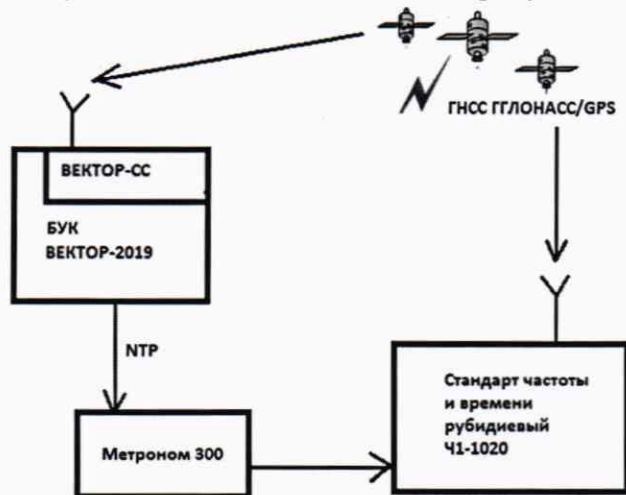 ГНСС ГГЛОНАСС/GPS
ВЕКТОР-СС
БУК
ВЕКТОР-2019
NTP
Метроном 300
Стандарт частоты
и времени
рубидиевый
Ч1-1020